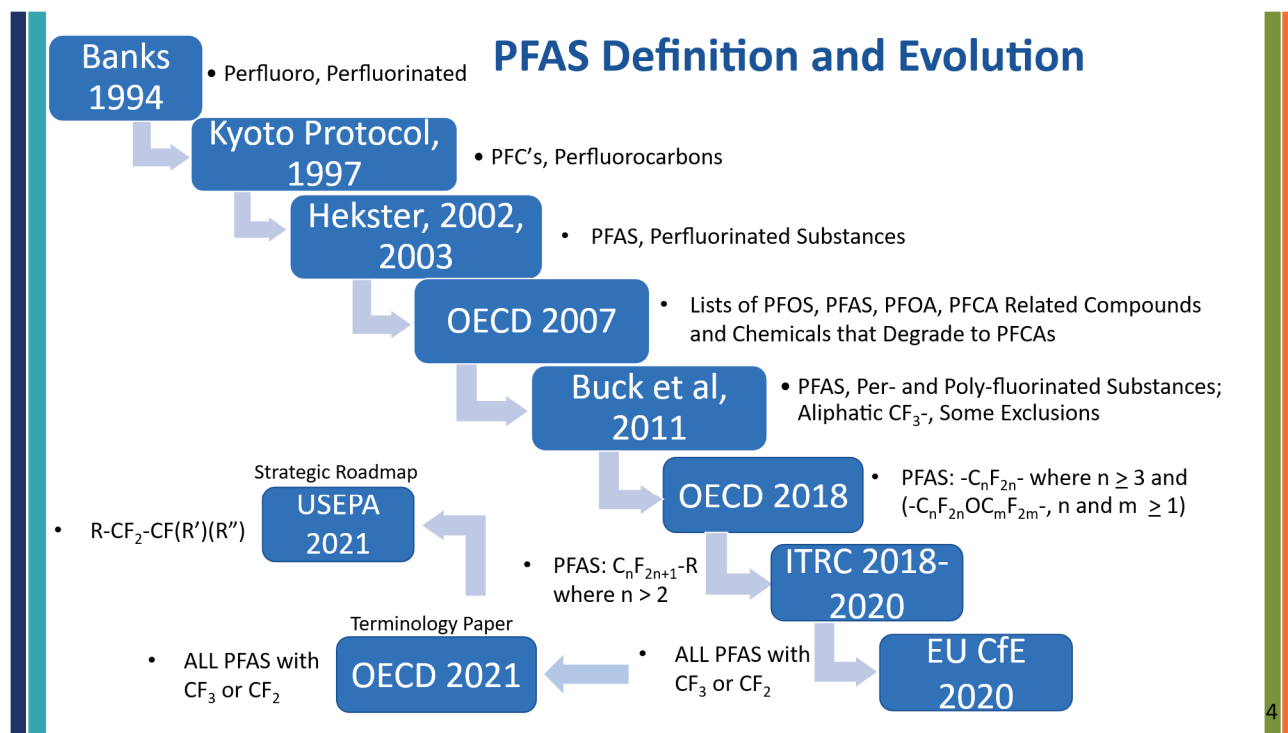 PFAS Definition and Evolution
Banks
1994
• Perfluoro, Perfluorinated
Kyoto Protocol,
1997
• PFC's, Perfluorocarbons
Hekster, 2002,
2003
• PFAS, Perfluorinated Substances
OECD 2007
• Lists of PFOS, PFAS, PFOA, PFCA Related Compounds
and Chemicals that Degrade to PFCAs
Buck et al,
2011
• PFAS, Per- and Poly-fluorinated Substances;
Aliphatic CF₃-, Some Exclusions
OECD 2018
• PFAS: -CₙF₂ₙ- where n ≥ 3 and
(-CₙF₂ₙOCₘF₂ₘ-, n and m ≥ 1)
ITRC 2018-
2020
• PFAS: CₙF₂ₙ₊₁-R
where n > 2
EU CfE
2020
• ALL PFAS with
CF₃ or CF₂
Terminology Paper
OECD 2021
• ALL PFAS with
CF₃ or CF₂
Strategic Roadmap
USEPA
2021
• R-CF₂-CF(R')(R")
4